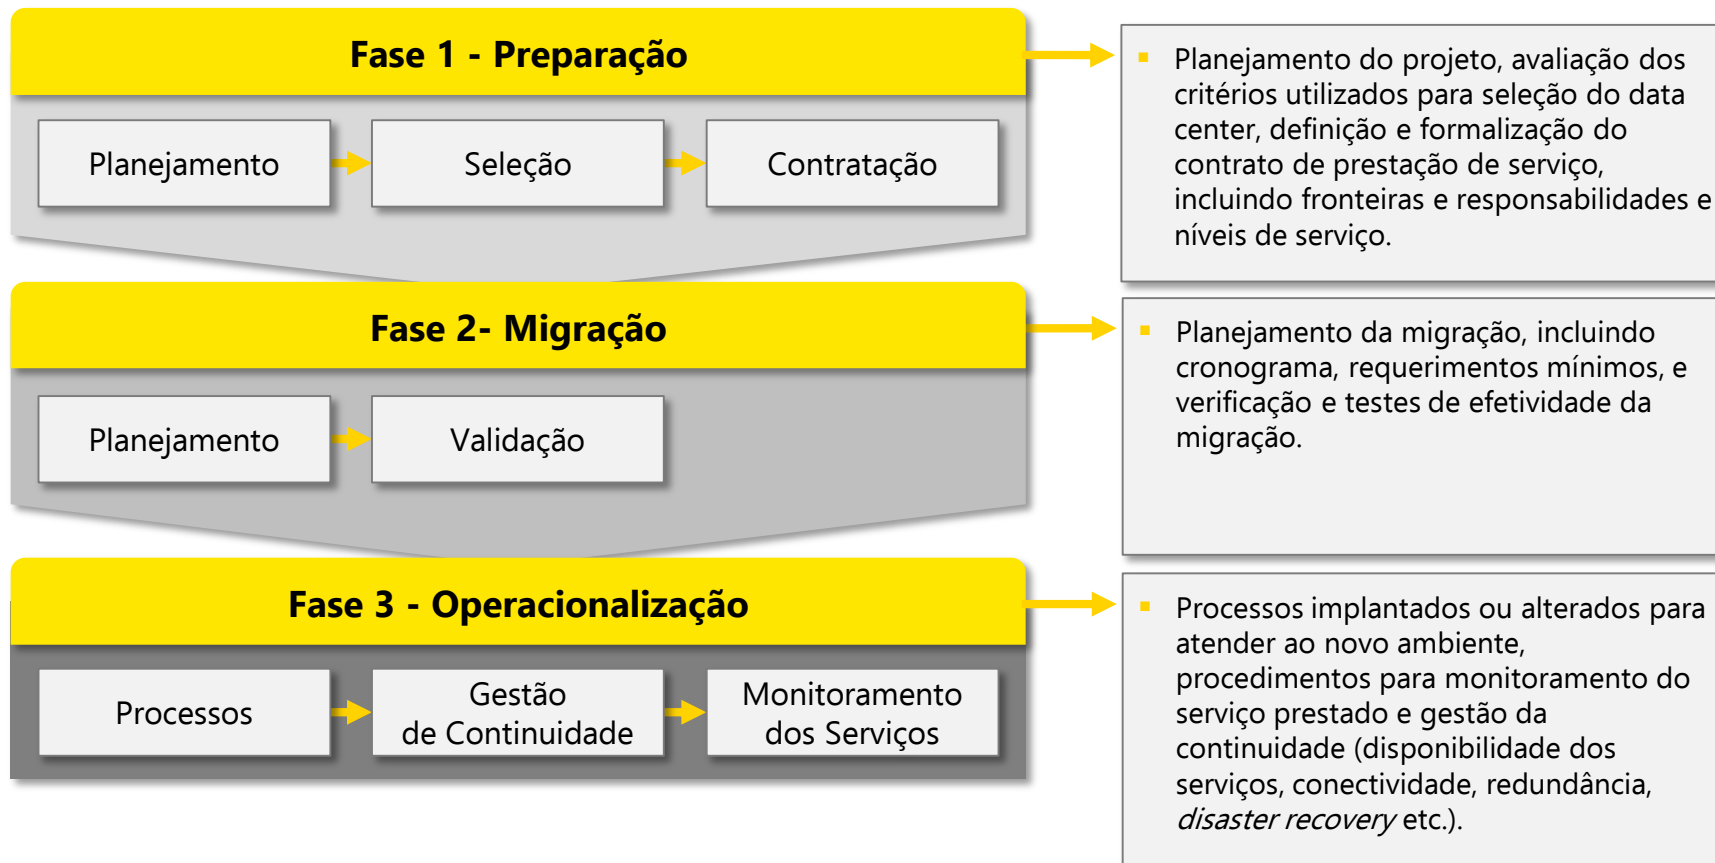 Fase 1 - Preparação
Planejamento
Seleção
Contratação
Planejamento do projeto, avaliação dos
critérios utilizados para seleção do data
center, definição e formalização do
contrato de prestação de serviço,
incluindo fronteiras e responsabilidades e
níveis de serviço.
Fase 2- Migração
Planejamento
Validação
Planejamento da migração, incluindo
cronograma, requerimentos mínimos, e
verificação e testes de efetividade da
migração.
Fase 3 - Operacionalização
Processos
Gestão
de Continuidade
Monitoramento
dos Serviços
Processos implantados ou alterados para
atender ao novo ambiente,
procedimentos para monitoramento do
serviço prestado e gestão da
continuidade (disponibilidade dos
serviços, conectividade, redundância,
disaster recovery etc.).